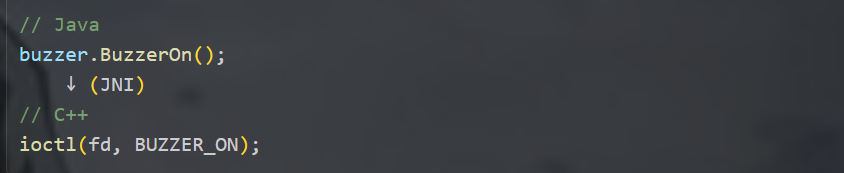 // Java
buzzer.BuzzerOn();
↓ (JNI)
// C++
ioctl(fd, BUZZER_ON);